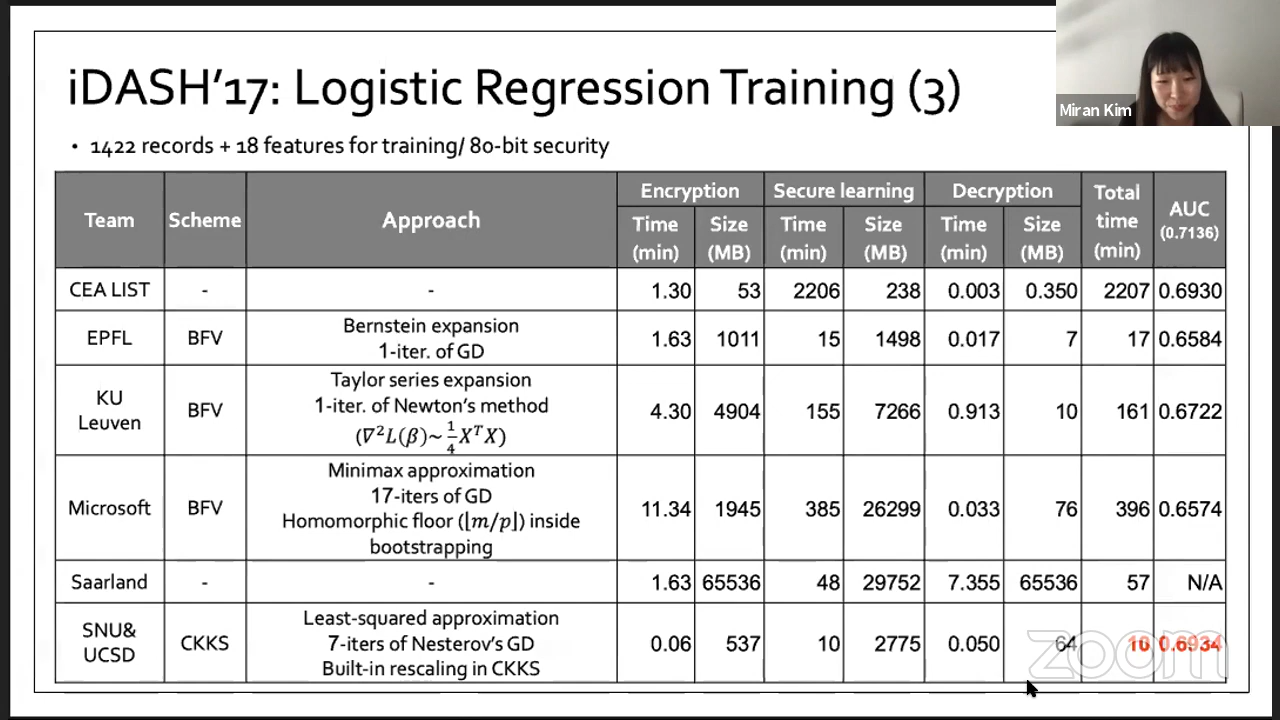 iDASH'17: Logistic Regression Training (3)
Miran Kim
• 1422 records + 18 features for training/ 80-bit security
Team Scheme Approach Encryption Secure learning Decryption Total time (min) AUC (0.7136)
Time (min) Size (MB) Time (min) Size (MB) Time (min) Size (MB)
CEA LIST - - 1.30 53 2206 238 0.003 0.350 2207 0.6930
EPFL BFV Bernstein expansion 1.63 1011 15 1498 0.017 7 17 0.6584
1-iter. of GD
KU Leuven BFV Taylor series expansion 4.30 4904 155 7266 0.913 10 161 0.6722
1-iter. of Newton's method
(∇²L(β)~ 1/4 XᵀX)
Microsoft BFV Minimax approximation 11.34 1945 385 26299 0.033 76 396 0.6574
17-iters of GD
Homomorphic floor (⌊m/p⌋) inside
bootstrapping
Saarland - - 1.63 65536 48 29752 7.355 65536 57 N/A
SNU& UCSD CKKS Least-squared approximation 0.06 537 10 2775 0.050 64 10 0.6934
7-iters of Nesterov's GD
Built-in rescaling in CKKS
zoom